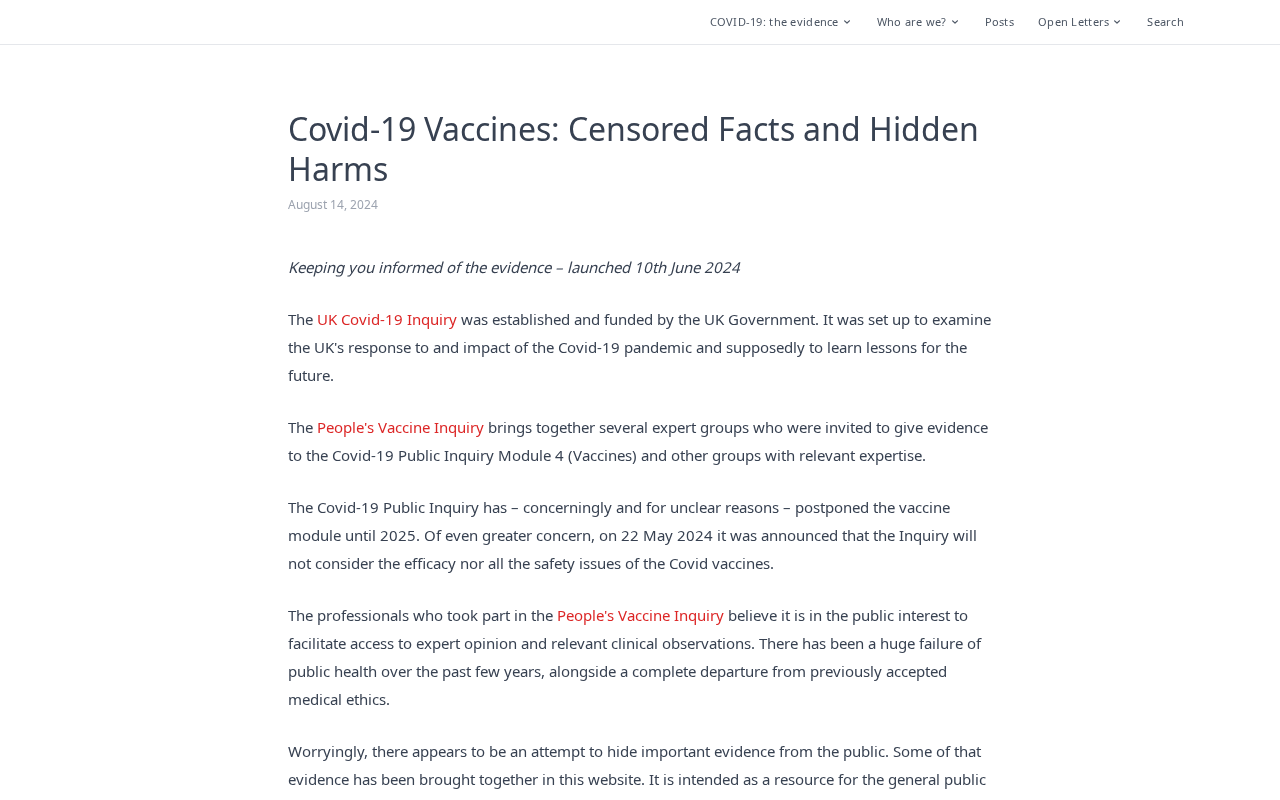 COVID-19: the evidence Who are we? Posts Open Letters Search
Covid-19 Vaccines: Censored Facts and Hidden
Harms
August 14, 2024
Keeping you informed of the evidence – launched 10th June 2024
The UK Covid-19 Inquiry was established and funded by the UK Government. It was set up to examine
the UK's response to and impact of the Covid-19 pandemic and supposedly to learn lessons for the
future.
The People's Vaccine Inquiry brings together several expert groups who were invited to give evidence
to the Covid-19 Public Inquiry Module 4 (Vaccines) and other groups with relevant expertise.
The Covid-19 Public Inquiry has – concerningly and for unclear reasons – postponed the vaccine
module until 2025. Of even greater concern, on 22 May 2024 it was announced that the Inquiry will
not consider the efficacy nor all the safety issues of the Covid vaccines.
The professionals who took part in the People's Vaccine Inquiry believe it is in the public interest to
facilitate access to expert opinion and relevant clinical observations. There has been a huge failure of
public health over the past few years, alongside a complete departure from previously accepted
medical ethics.
Worryingly, there appears to be an attempt to hide important evidence from the public. Some of that
evidence has been brought together in this website. It is intended as a resource for the general public